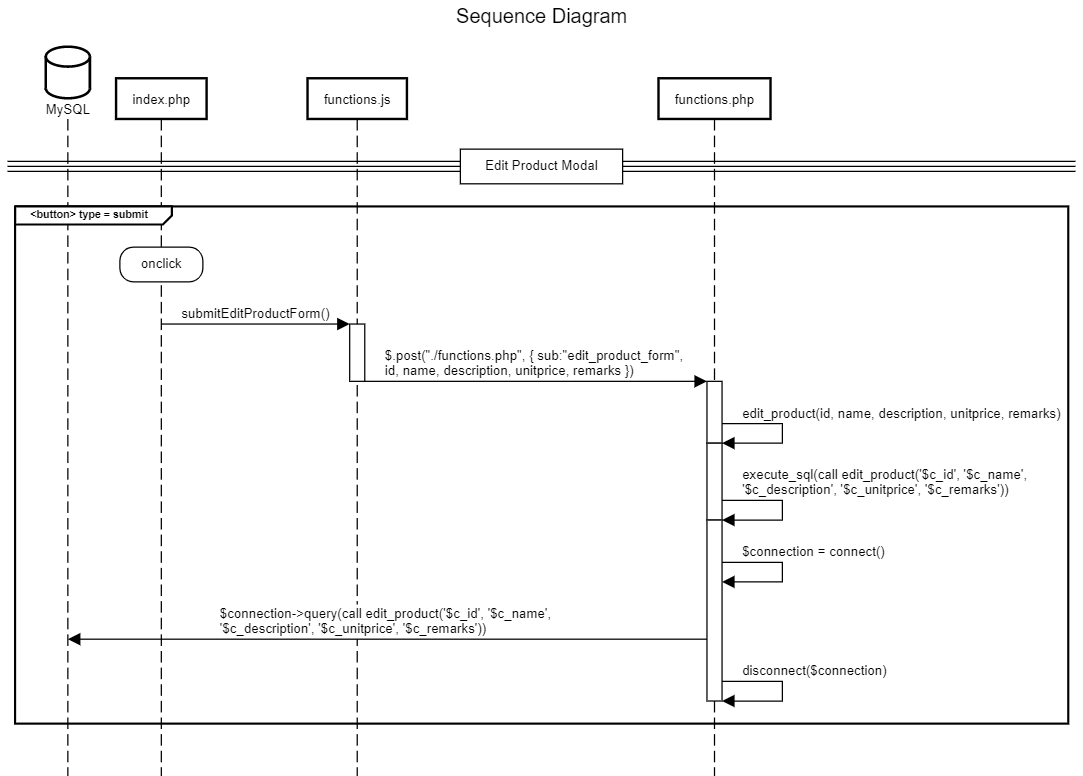 Sequence Diagram
MySQL
index.php
functions.js
functions.php
Edit Product Modal
<button> type = submit
onclick
submitEditProductForm()
$.post("./functions.php", { sub:"edit_product_form",
id, name, description, unitprice, remarks })
edit_product(id, name, description, unitprice, remarks)
execute_sql(call edit_product('$c_id', '$c_name',
'$c_description', '$c_unitprice', '$c_remarks'))
$connection = connect()
$connection->query(call edit_product('$c_id', '$c_name',
'$c_description', '$c_unitprice', '$c_remarks'))
disconnect($connection)